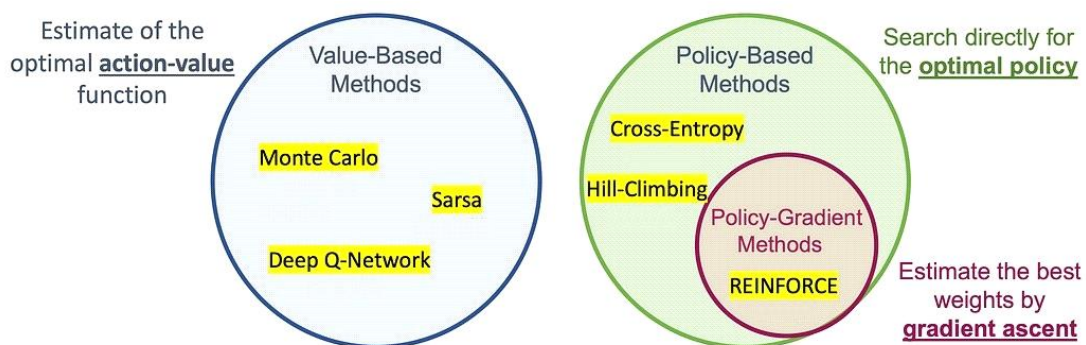 Estimate of the
optimal action-value
function
Value-Based
Methods
Monte Carlo
Sarsa
Deep Q-Network
Policy-Based
Methods
Cross-Entropy
Hill-Climbing
Policy-Gradient
Methods
REINFORCE
Search directly for
the optimal policy
Estimate the best
weights by
gradient ascent